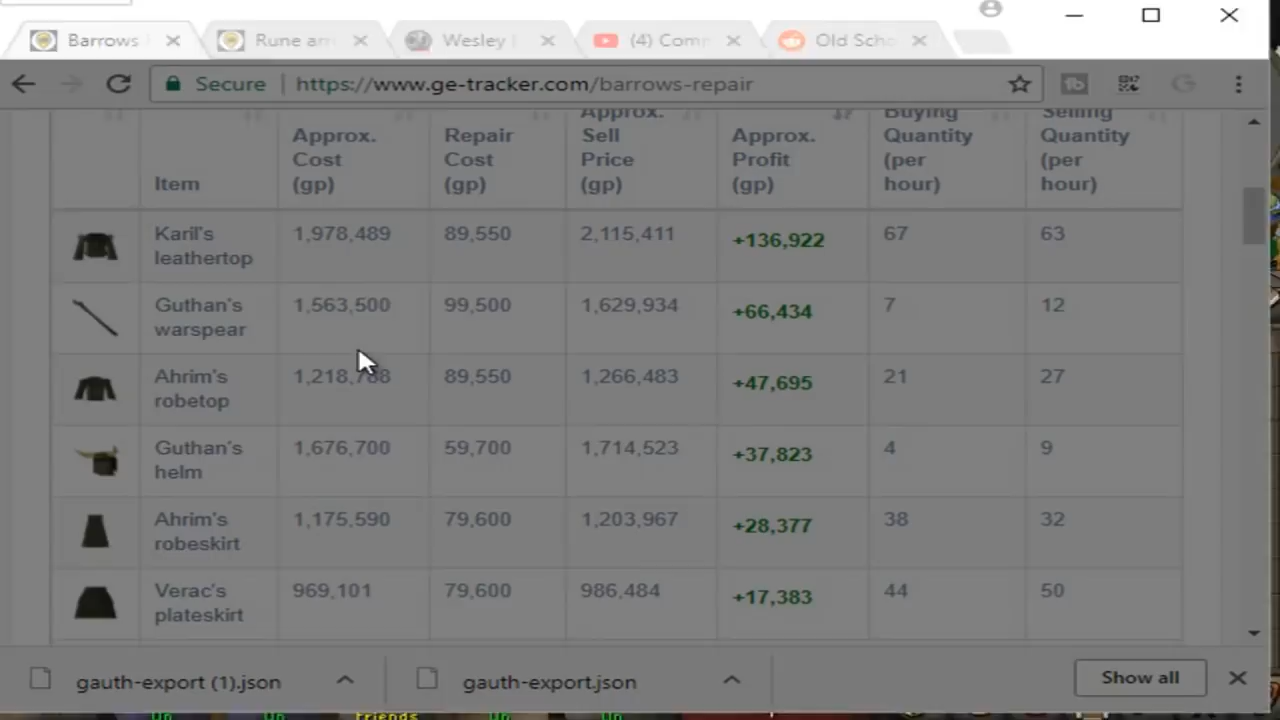 Barrows
Rune arr
Wesley
(4) Com
Old Scho
Secure
https://www.ge-tracker.com/barrows-repair
Item
Approx.
Cost
(gp)
Repair
Cost
(gp)
Approx.
Sell
Price
(gp)
Approx.
Profit
(gp)
Buying
Quantity
(per
hour)
Selling
Quantity
(per
hour)
Karil's
leathertop
1,978,489
89,550
2,115,411
+136,922
67
63
Guthan's
warspear
1,563,500
99,500
1,629,934
+66,434
7
12
Ahrim's
robetop
1,218,788
89,550
1,266,483
+47,695
21
27
Guthan's
helm
1,676,700
59,700
1,714,523
+37,823
4
9
Ahrim's
robeskirt
1,175,590
79,600
1,203,967
+28,377
38
32
Verac's
plateskirt
969,101
79,600
986,484
+17,383
44
50
gauth-export (1).json
gauth-export.json
Show all
friends